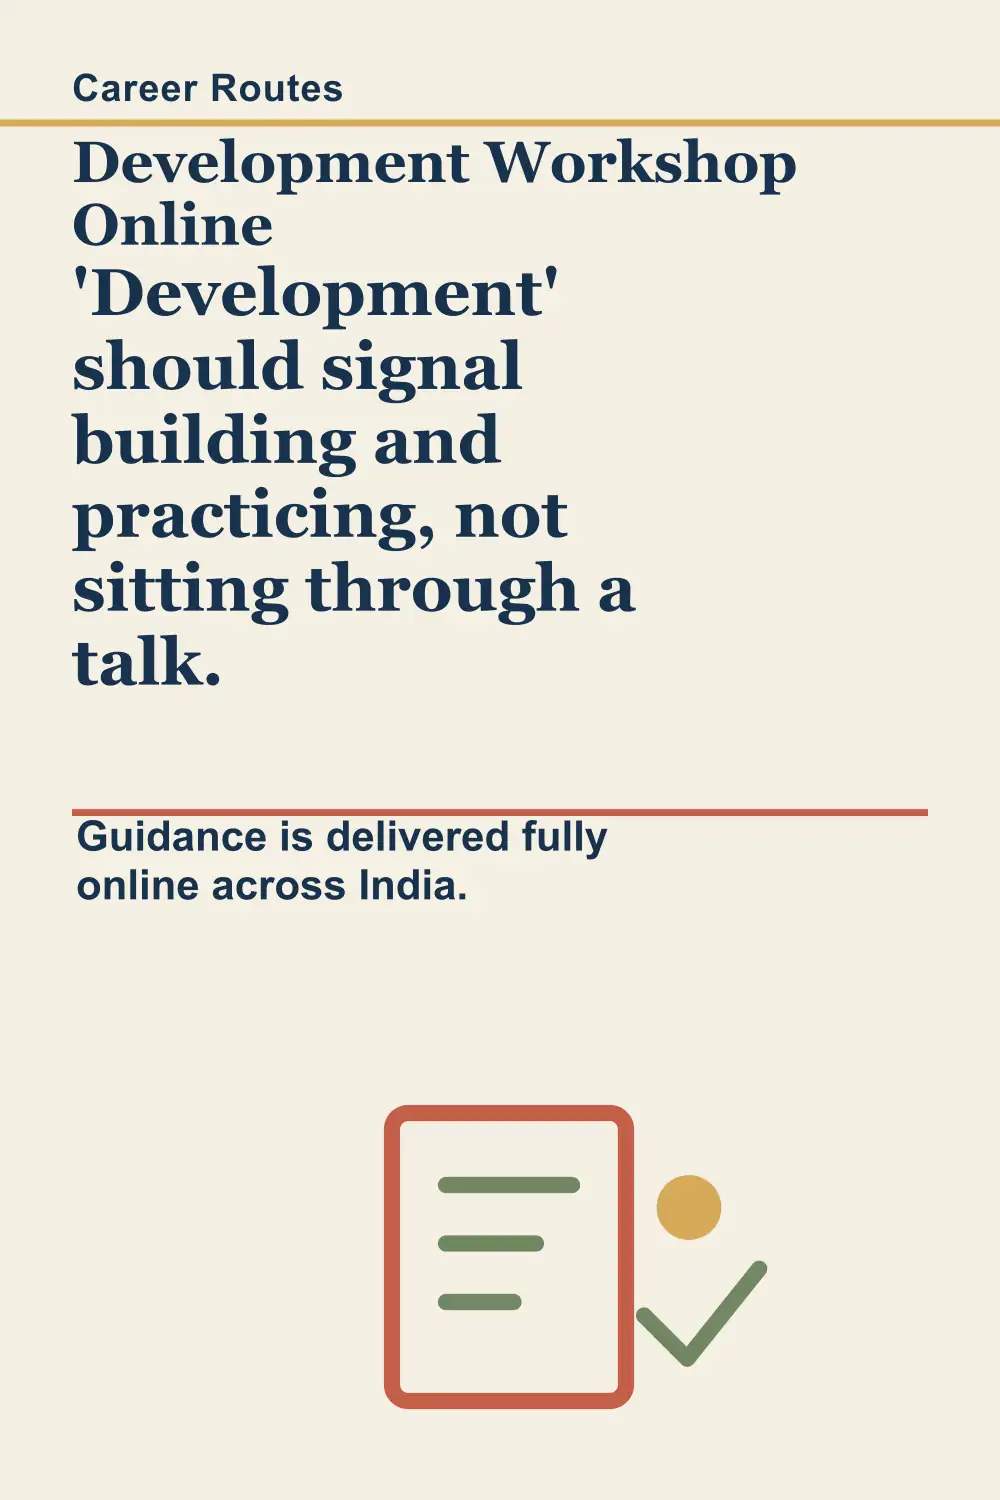 Career Routes
Development Workshop
Online
'Development'
should signal
building and
practicing, not
sitting through a
talk.
Guidance is delivered fully
online across India.